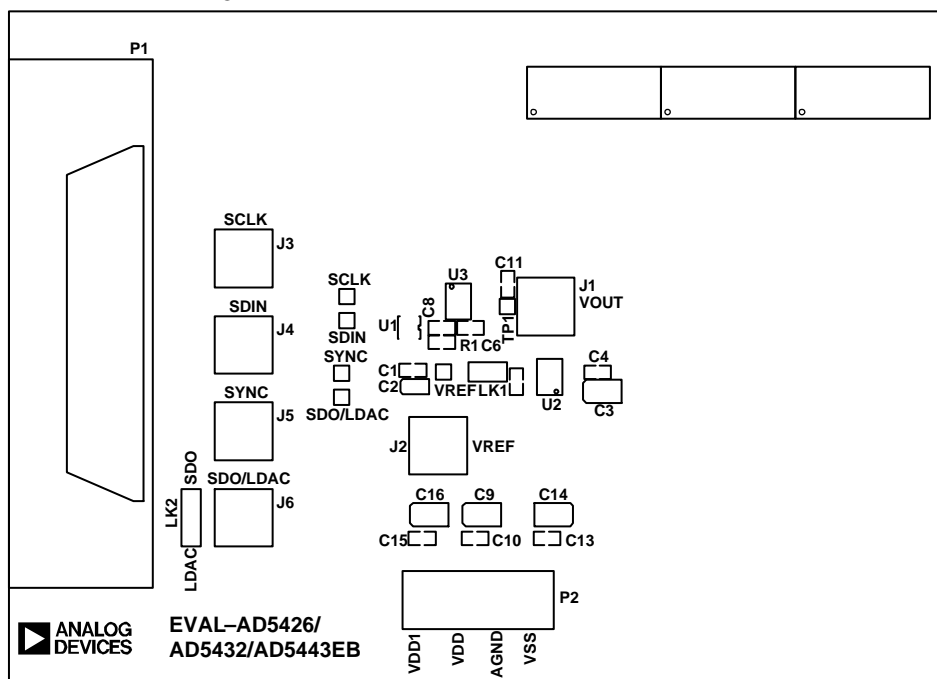 P1
SCLK
J3
C11
SCLK
U3
J1
VOUT
C8
SDIN
U1
TP1
J4
SDIN
R1 C6
SYNC
C1
C4
C2
VREF LK1
U2
C3
SYNC
SDO/LDAC
J5
J2
VREF
SDO
SDO/LDAC
LK2
J6
C16
C9
C14
C15
C10
C13
LDAC
P2
ANALOG
DEVICES
EVAL–AD5426/
AD5432/AD5443EB
VDD1
VDD
AGND
VSS